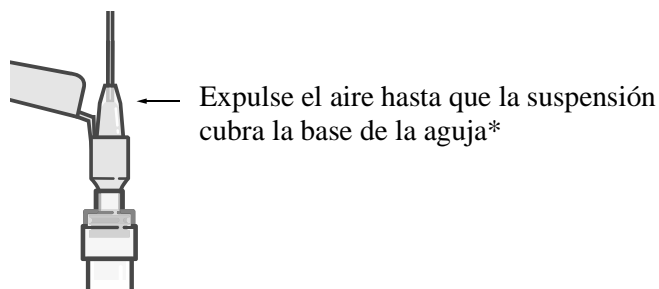 Expulse el aire hasta que la suspensión
cubra la base de la aguja*